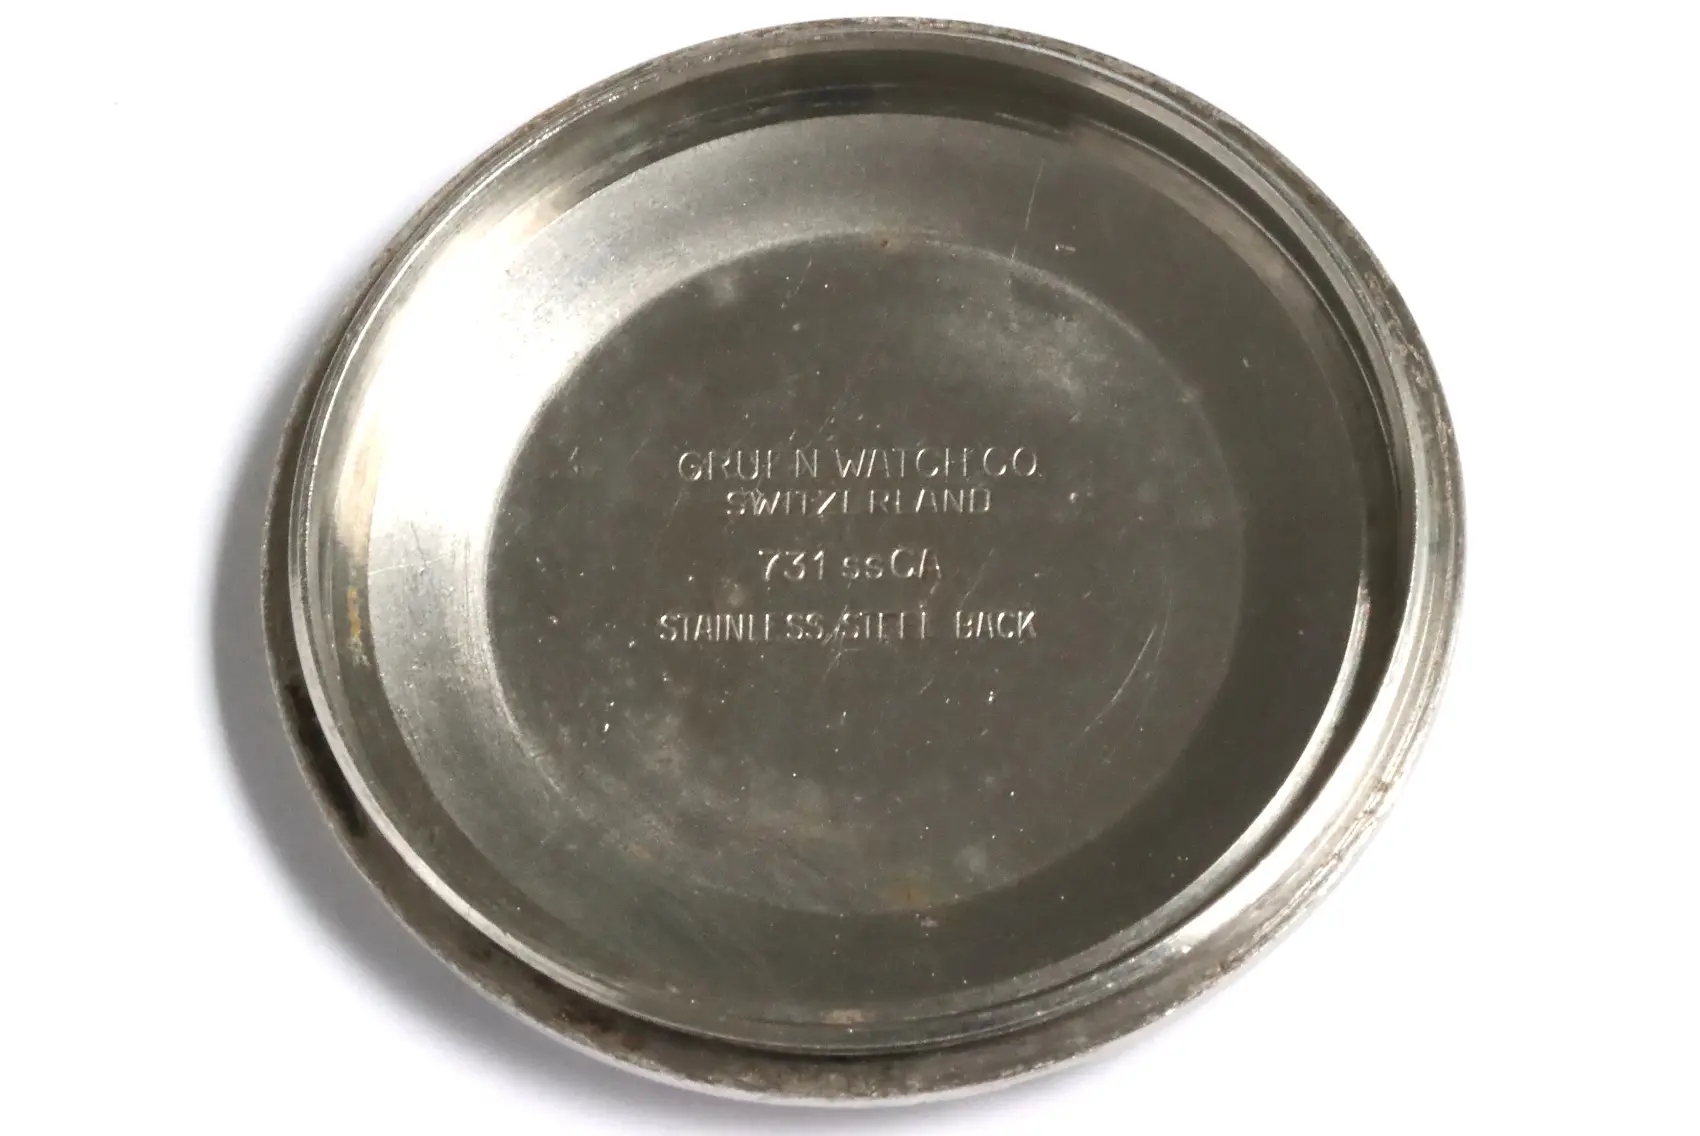 GRUEN WATCH CO.
SWITZERLAND
731 ssCA
STAINLESS STEEL BACK